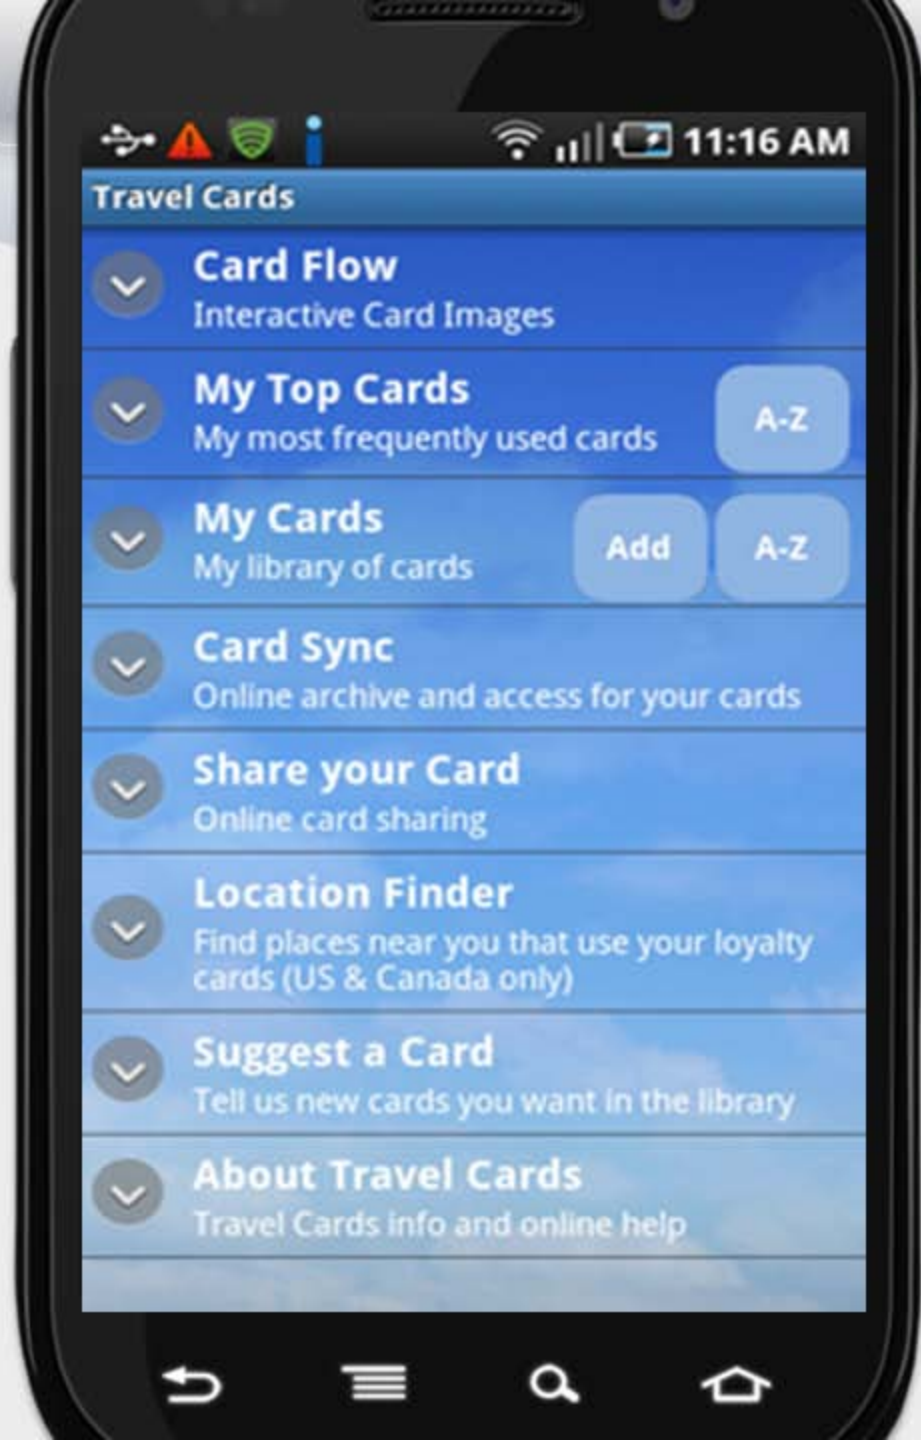 11:16 AM
Travel Cards
Card Flow
Interactive Card Images
My Top Cards
My most frequently used cards
A-Z
My Cards
My library of cards
Add
A-Z
Card Sync
Online archive and access for your cards
Share your Card
Online card sharing
Location Finder
Find places near you that use your loyalty
cards (US & Canada only)
Suggest a Card
Tell us new cards you want in the library
About Travel Cards
Travel Cards info and online help